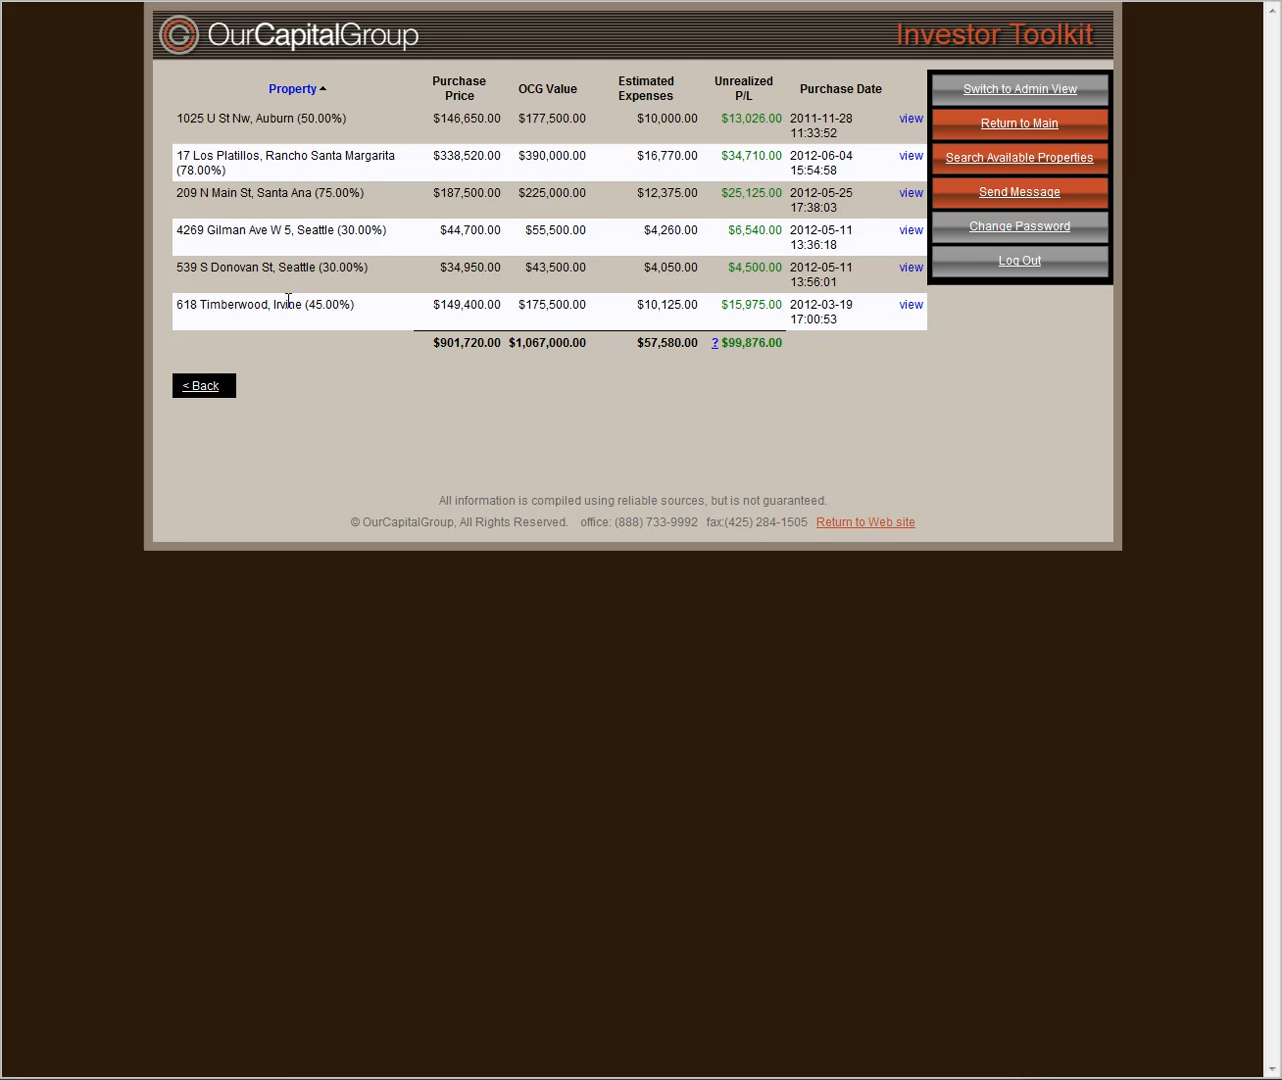 OurCapitalGroup
Investor Toolkit
Property
Purchase Price
OCG Value
Estimated Expenses
Unrealized P/L
Purchase Date
1025 U St Nw, Auburn (50.00%) $146,650.00 $177,500.00 $10,000.00 $13,026.00 2011-11-28 view
11:33:52
17 Los Platillos, Rancho Santa Margarita $338,520.00 $390,000.00 $16,770.00 $34,710.00 2012-06-04 view
(78.00%) 15:54:58
209 N Main St, Santa Ana (75.00%) $187,500.00 $225,000.00 $12,375.00 $25,125.00 2012-05-25 view
17:38:03
4269 Gilman Ave W 5, Seattle (30.00%) $44,700.00 $55,500.00 $4,260.00 $6,540.00 2012-05-11 view
13:36:18
539 S Donovan St, Seattle (30.00%) $34,950.00 $43,500.00 $4,050.00 $4,500.00 2012-05-11 view
13:56:01
618 Timberwood, Irvine (45.00%) $149,400.00 $175,500.00 $10,125.00 $15,975.00 2012-03-19 view
17:00:53
$901,720.00 $1,067,000.00 $57,580.00 ? $99,876.00
< Back
Switch to Admin View
Return to Main
Search Available Properties
Send Message
Change Password
Log Out
All information is compiled using reliable sources, but is not guaranteed.
© OurCapitalGroup, All Rights Reserved. office: (888) 733-9992 fax:(425) 284-1505 Return to Web site